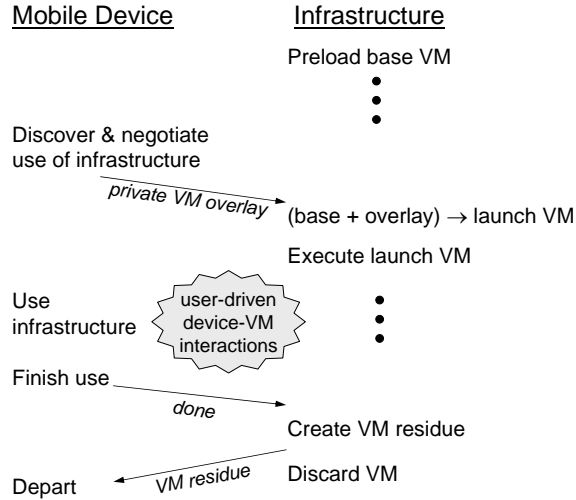 Mobile Device
Infrastructure
Preload base VM
Discover & negotiate
use of infrastructure
private VM overlay
(base + overlay) → launch VM
Execute launch VM
Use
infrastructure
user-driven
device-VM
interactions
Finish use
done
Create VM residue
VM residue
Discard VM
Depart